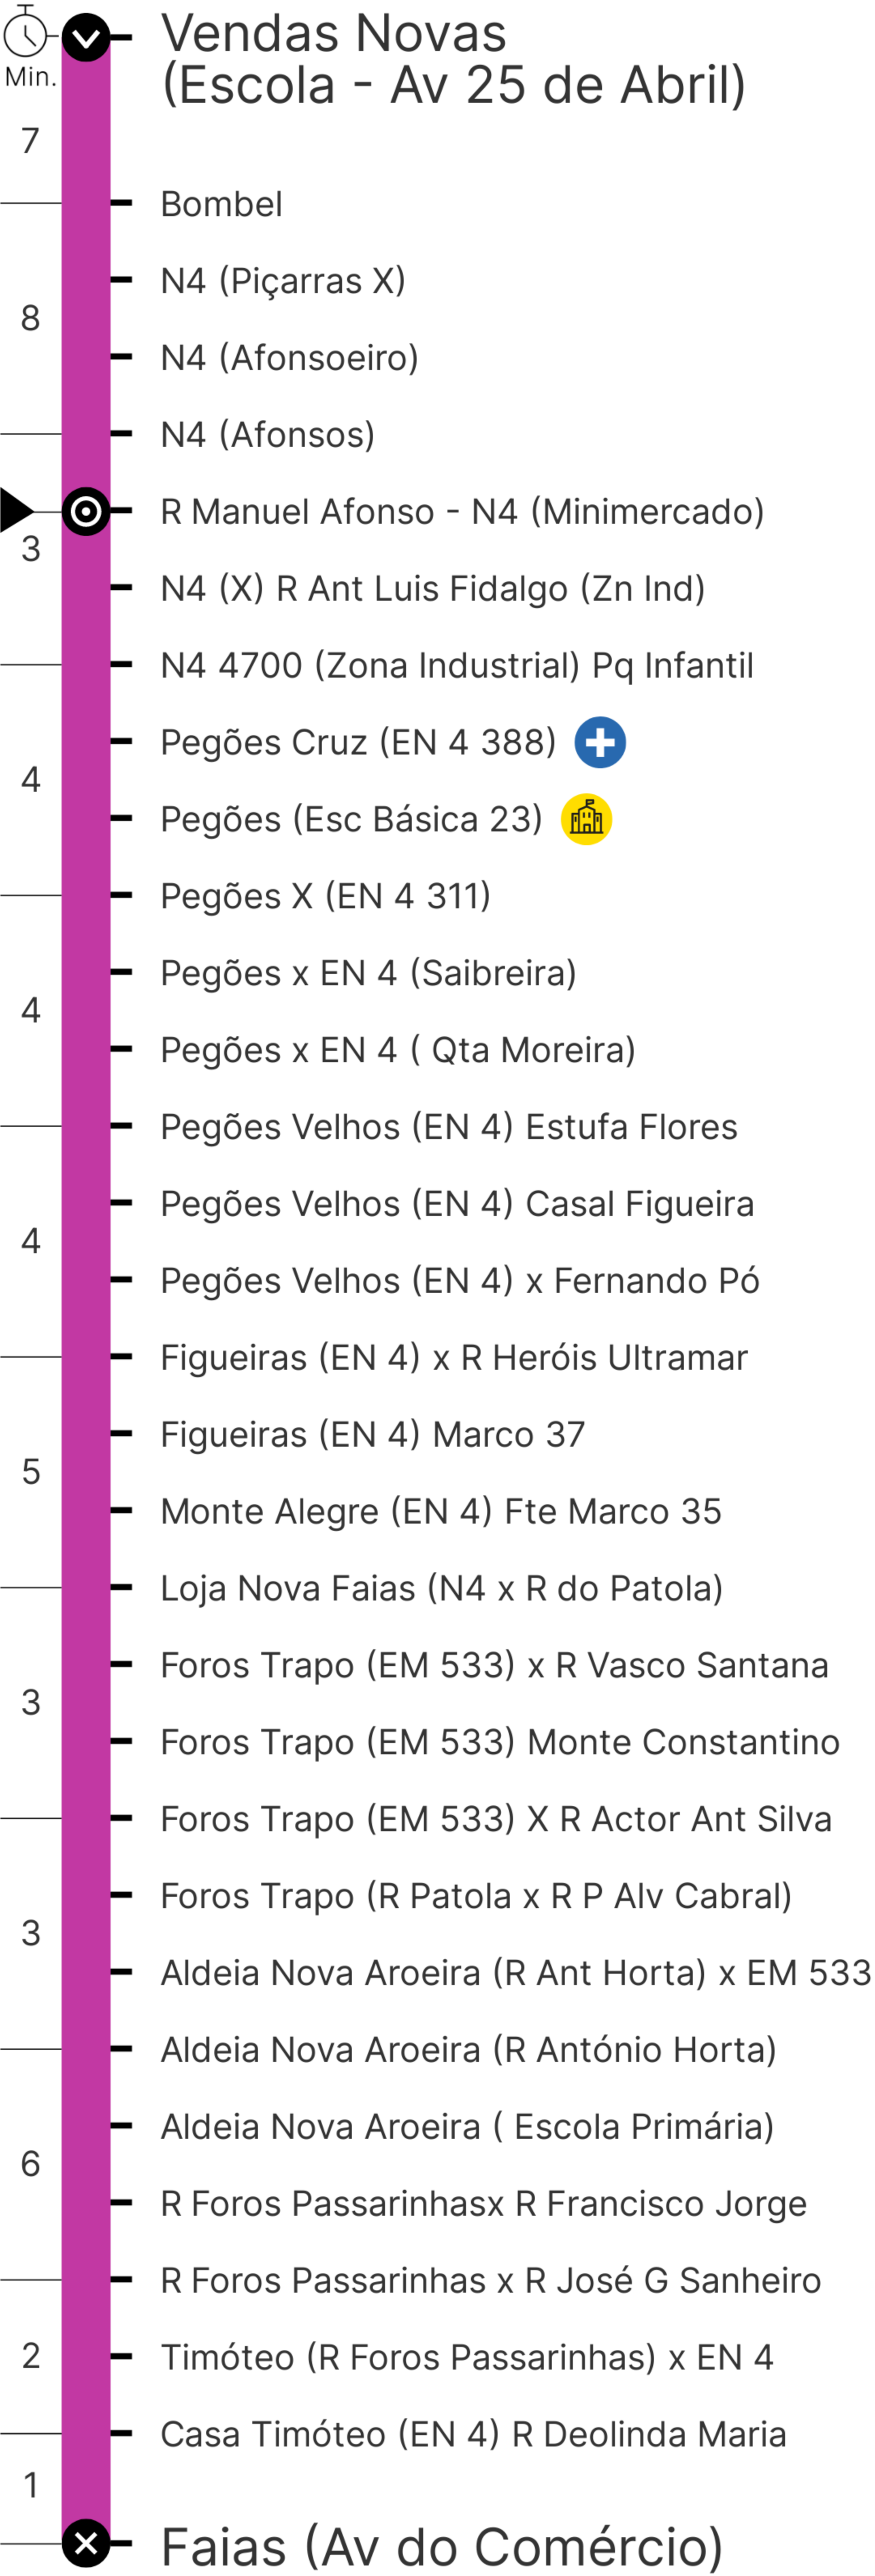 Vendas Novas
(Escola - Av 25 de Abril)
Min.
7
Bombel
N4 (Piçarras X)
8
N4 (Afonsoeiro)
N4 (Afonsos)
R Manuel Afonso - N4 (Minimercado)
3
N4 (X) R Ant Luis Fidalgo (Zn Ind)
N4 4700 (Zona Industrial) Pq Infantil
Pegões Cruz (EN 4 388)
4
Pegões (Esc Básica 23)
Pegões X (EN 4 311)
Pegões x EN 4 (Saibreira)
4
Pegões x EN 4 ( Qta Moreira)
Pegões Velhos (EN 4) Estufa Flores
Pegões Velhos (EN 4) Casal Figueira
4
Pegões Velhos (EN 4) x Fernando Pó
Figueiras (EN 4) x R Heróis Ultramar
Figueiras (EN 4) Marco 37
5
Monte Alegre (EN 4) Fte Marco 35
Loja Nova Faias (N4 x R do Patola)
Foros Trapo (EM 533) x R Vasco Santana
3
Foros Trapo (EM 533) Monte Constantino
Foros Trapo (EM 533) X R Actor Ant Silva
Foros Trapo (R Patola x R P Alv Cabral)
3
Aldeia Nova Aroeira (R Ant Horta) x EM 533
Aldeia Nova Aroeira (R António Horta)
Aldeia Nova Aroeira ( Escola Primária)
6
R Foros Passarinhasx R Francisco Jorge
R Foros Passarinhas x R José G Sanheiro
2
Timóteo (R Foros Passarinhas) x EN 4
Casa Timóteo (EN 4) R Deolinda Maria
1
Faias (Av do Comércio)